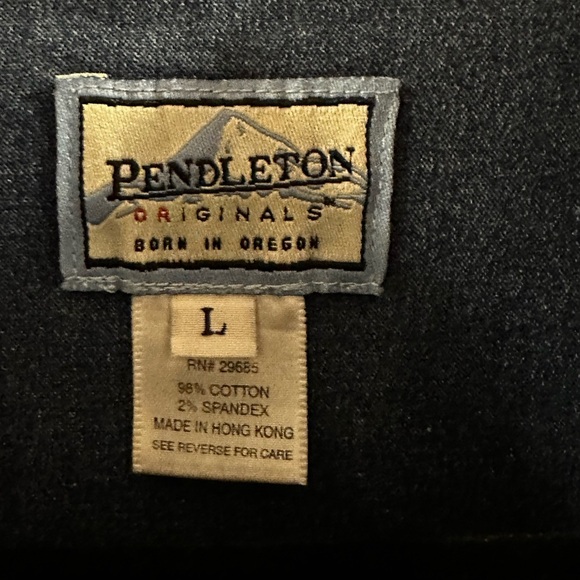 PENDLETON
ORIGINALS
BORN IN OREGON
L
RN# 29685
98% COTTON
2% SPANDEX
MADE IN HONG KONG
SEE REVERSE FOR CARE